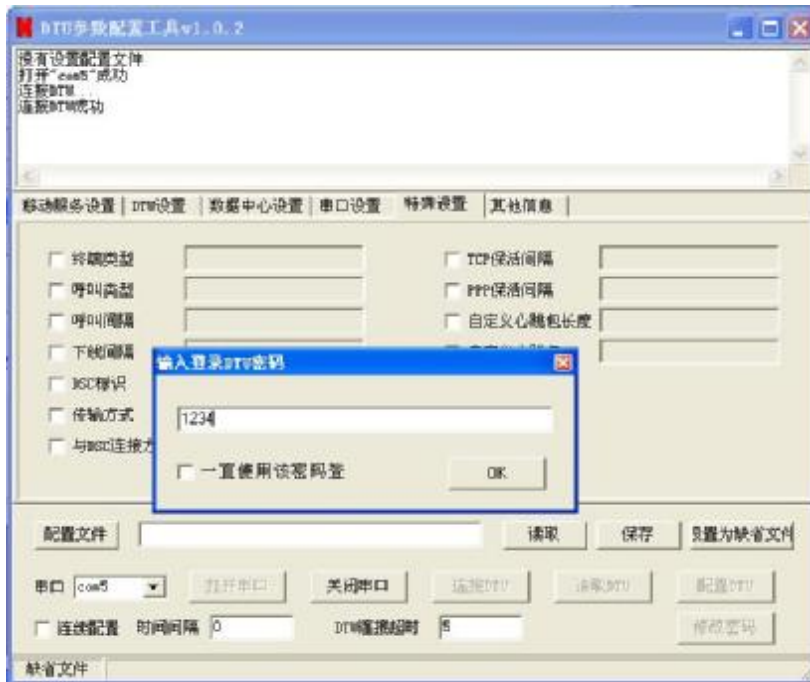 DTU参数配置工具v1.0.2
没有设置配置文件
打开"com5"成功
连接DTU...
连接DTU成功
移动服务设置 DTU设置 数据中心设置 串口设置 特殊设置 其他信息
终端类型 TCP保活间隔
呼叫类型 PPP保活间隔
呼叫间隔 自定义心跳包长度
下线间隔
输入登录DTU密码
DSC标识
1234
传输方式
与DSC连接方
一直使用该密码登
OK
配置文件 读取 保存 设置为缺省文件
串口 com5 打开串口 关闭串口 连接DTU 读取DTU 配置DTU
连续配置 时间间隔 0 DTU连接超时 5 修改密码
缺省文件